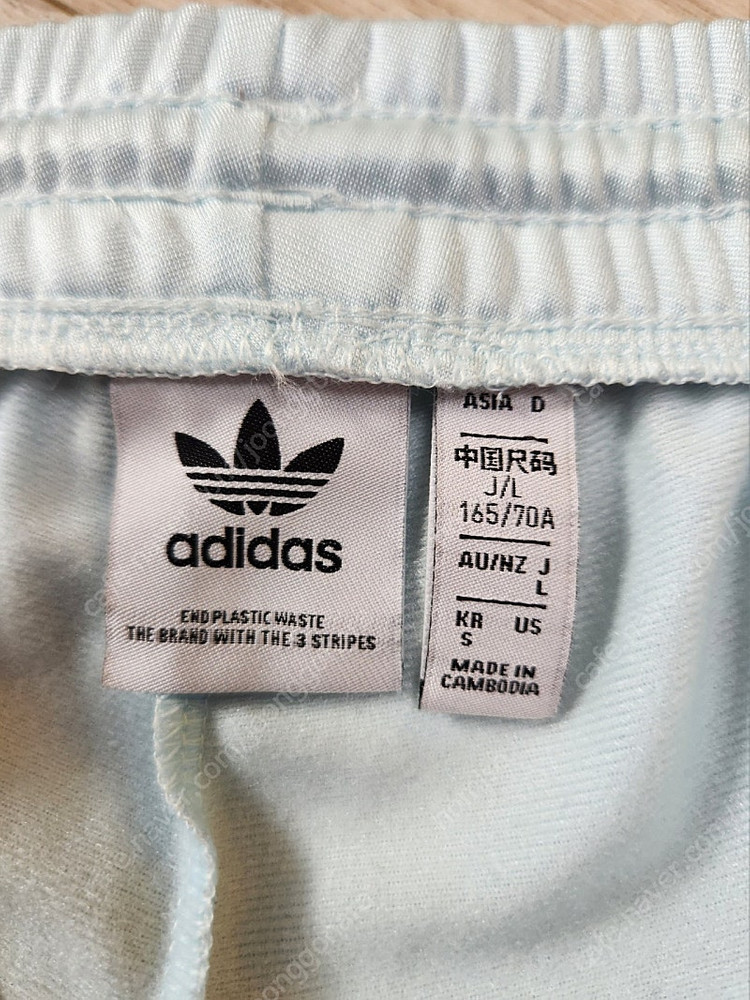 adidas
END PLASTIC WASTE
THE BRAND WITH THE 3 STRIPES
ASIA D
中国尺码
J/L
165/70A
AU/NZ J
L
KR US
S
MADE IN
CAMBODIA